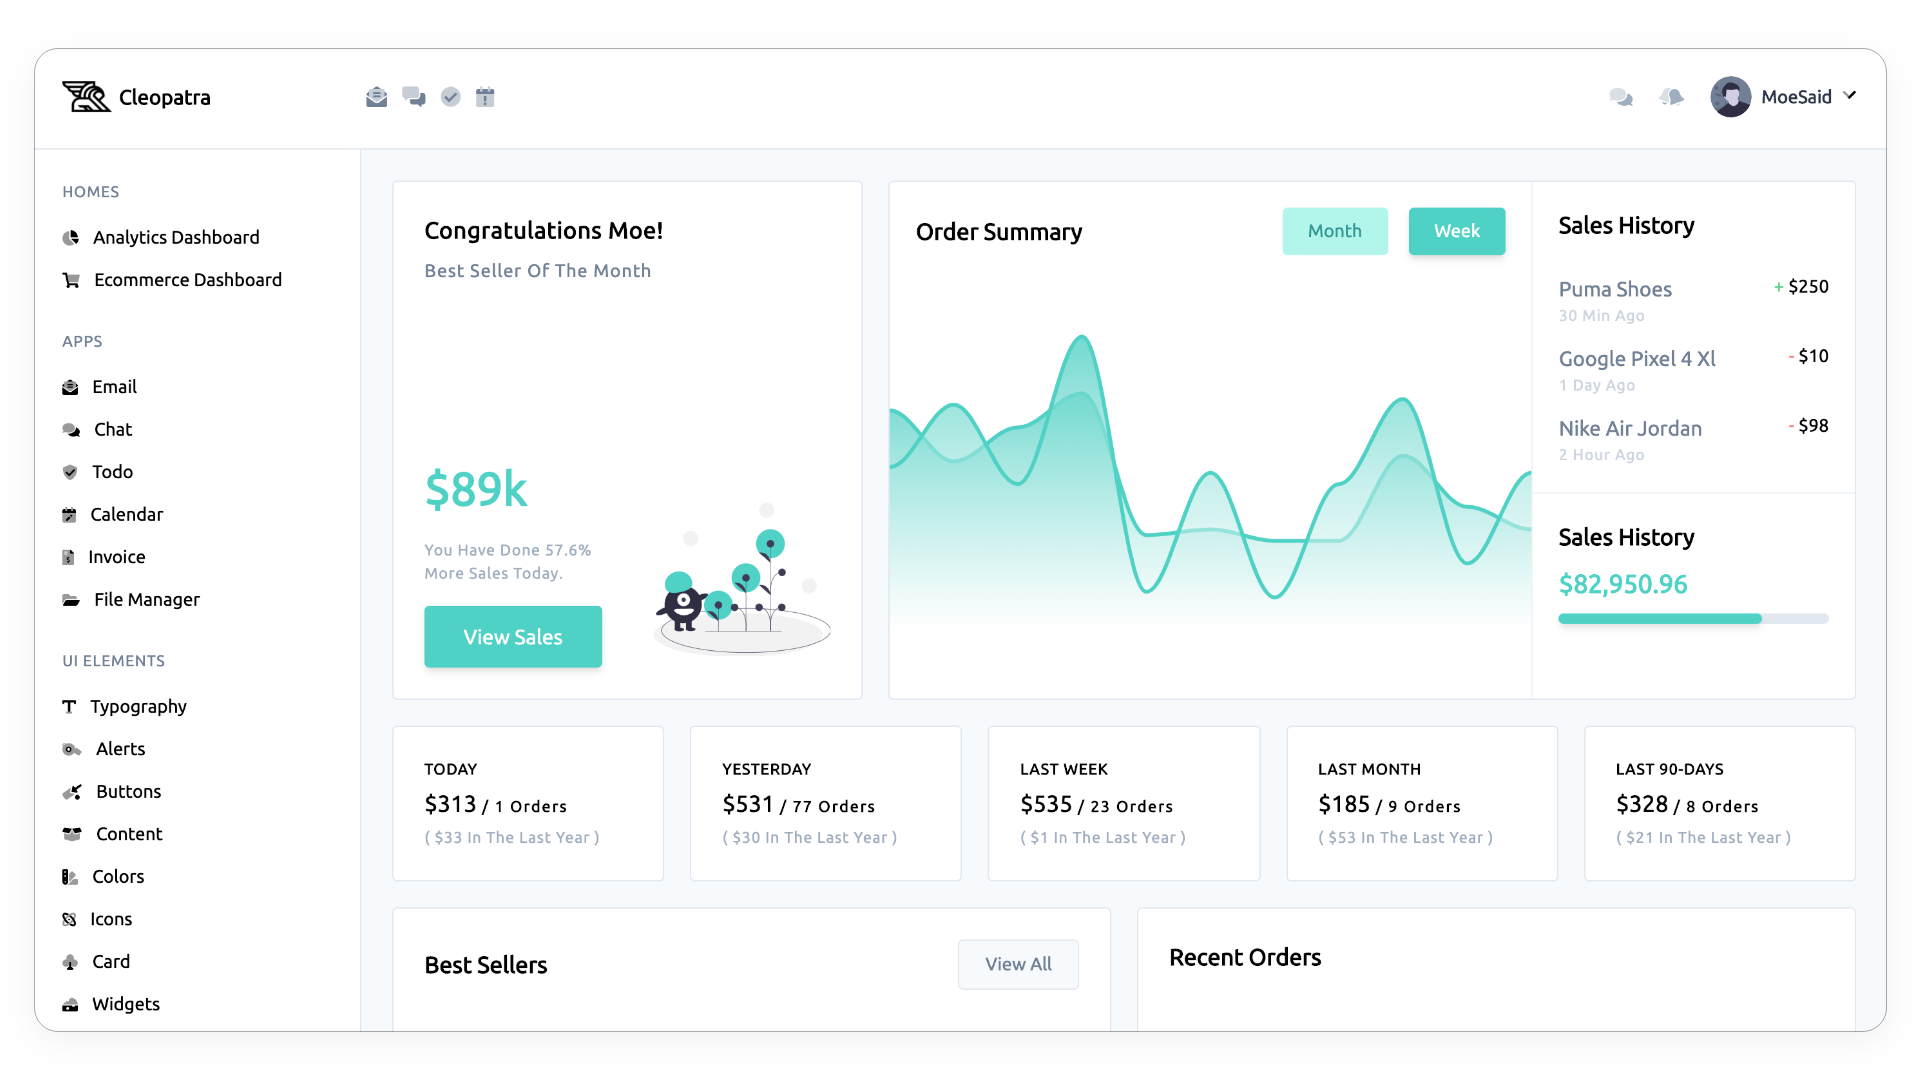 Cleopatra
MoeSaid
HOMES
Analytics Dashboard
Ecommerce Dashboard
APPS
Email
Chat
Todo
Calendar
Invoice
File Manager
UI ELEMENTS
Typography
Alerts
Buttons
Content
Colors
Icons
Card
Widgets
Congratulations Moe!
Best Seller Of The Month
$89k
You Have Done 57.6%
More Sales Today.
View Sales
Order Summary
Month
Week
Sales History
Puma Shoes
+ $250
30 Min Ago
Google Pixel 4 Xl
- $10
1 Day Ago
Nike Air Jordan
- $98
2 Hour Ago
Sales History
$82,950.96
TODAY
$313 / 1 Orders
( $33 In The Last Year )
YESTERDAY
$531 / 77 Orders
( $30 In The Last Year )
LAST WEEK
$535 / 23 Orders
( $1 In The Last Year )
LAST MONTH
$185 / 9 Orders
( $53 In The Last Year )
LAST 90-DAYS
$328 / 8 Orders
( $21 In The Last Year )
Best Sellers
View All
Recent Orders